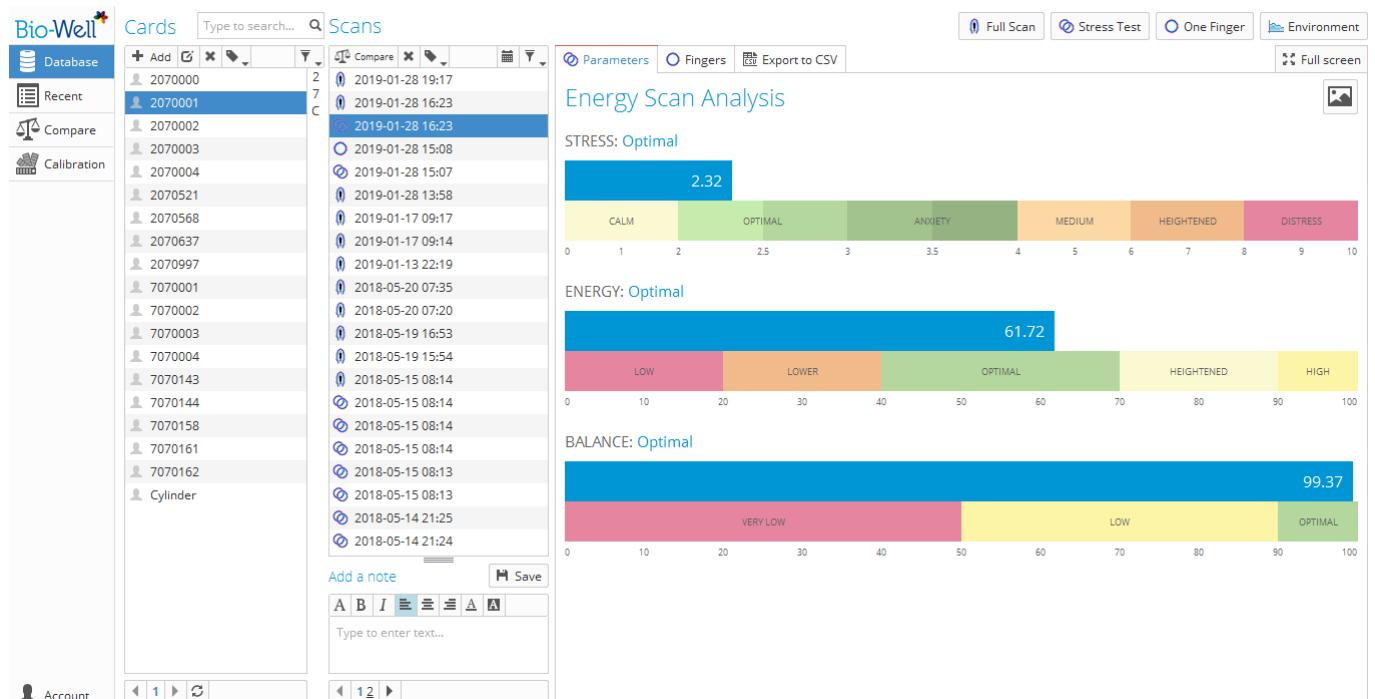 Bio-Well
Database
Recent
Compare
Calibration
Account
Cards
Type to search...
Add
2070000
2070001
2070002
2070003
2070004
2070521
2070568
2070637
2070997
7070001
7070002
7070003
7070004
7070143
7070144
7070158
7070161
7070162
Cylinder
2
7
C
1
Scans
Compare
2019-01-28 19:17
2019-01-28 16:23
2019-01-28 16:23
2019-01-28 15:08
2019-01-28 15:07
2019-01-28 13:58
2019-01-17 09:17
2019-01-17 09:14
2019-01-13 22:19
2018-05-20 07:35
2018-05-20 07:20
2018-05-19 16:53
2018-05-19 15:54
2018-05-15 08:14
2018-05-15 08:14
2018-05-15 08:14
2018-05-15 08:14
2018-05-15 08:13
2018-05-15 08:13
2018-05-14 21:25
2018-05-14 21:24
Add a note
Save
A B I A A
Type to enter text...
1 2
Full Scan
Stress Test
One Finger
Environment
Parameters
Fingers
CSV Export to CSV
Full screen
Energy Scan Analysis
STRESS: Optimal
2.32
CALM OPTIMAL ANXIETY MEDIUM HEIGHTENED DISTRESS
0 1 2 2.5 3 3.5 4 5 6 7 8 9 10
ENERGY: Optimal
61.72
LOW LOWER OPTIMAL HEIGHTENED HIGH
0 10 20 30 40 50 60 70 80 90 100
BALANCE: Optimal
99.37
VERY LOW LOW OPTIMAL
0 10 20 30 40 50 60 70 80 90 100